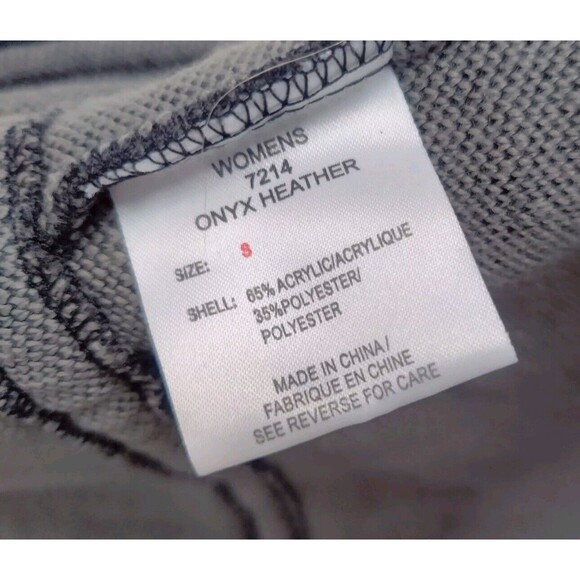 WOMENS
7214
ONYX HEATHER
SIZE: S
SHELL: 65% ACRYLIC/ACRYLIQUE
35%POLYESTER/
POLYESTER
MADE IN CHINA/
FABRIQUE EN CHINE
SEE REVERSE FOR CARE